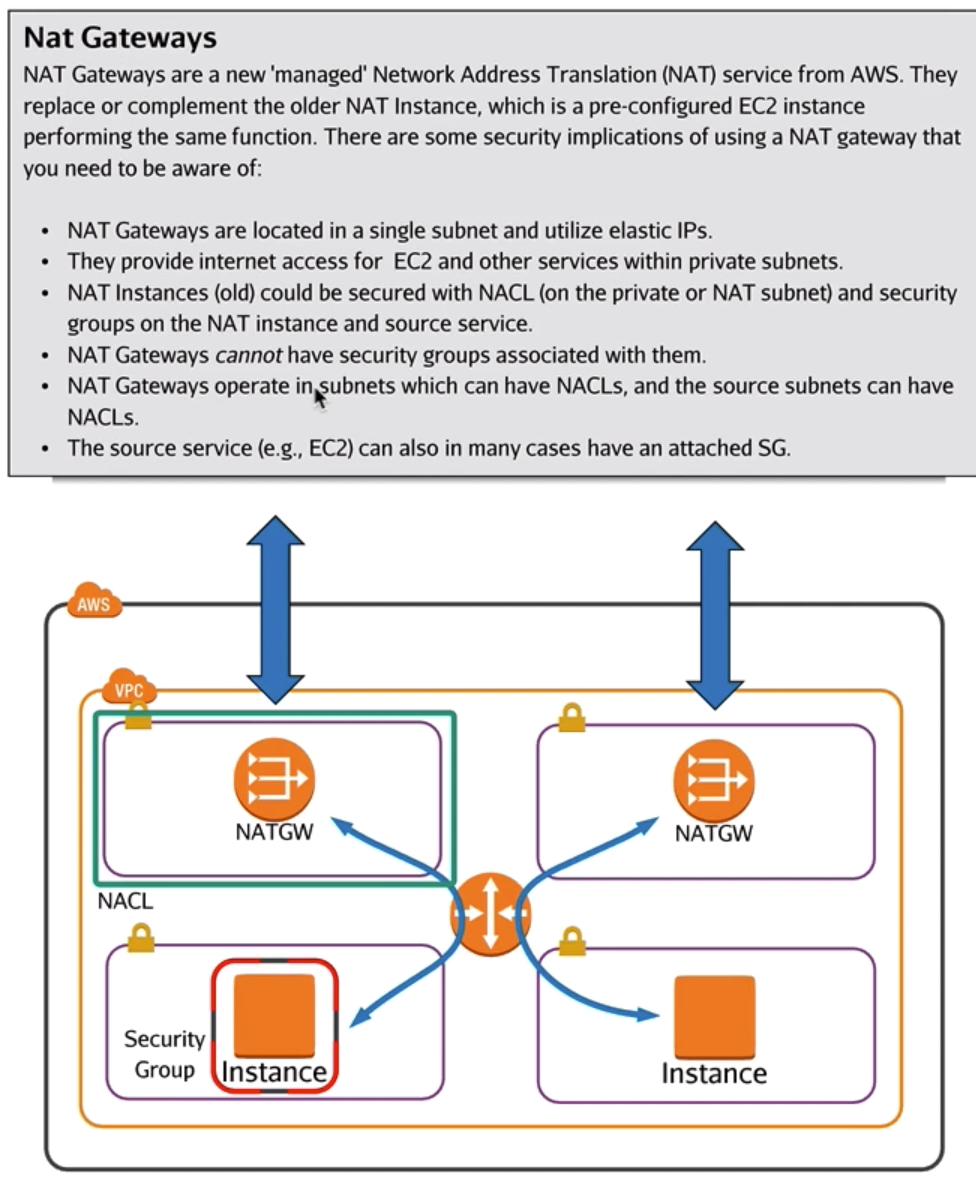 Nat Gateways
NAT Gateways are a new 'managed' Network Address Translation (NAT) service from AWS. They
replace or complement the older NAT Instance, which is a pre-configured EC2 instance
performing the same function. There are some security implications of using a NAT gateway that
you need to be aware of:
• NAT Gateways are located in a single subnet and utilize elastic IPs.
• They provide internet access for EC2 and other services within private subnets.
• NAT Instances (old) could be secured with NACL (on the private or NAT subnet) and security
groups on the NAT instance and source service.
• NAT Gateways cannot have security groups associated with them.
• NAT Gateways operate in subnets which can have NACLs, and the source subnets can have
NACLs.
• The source service (e.g., EC2) can also in many cases have an attached SG.
AWS
VPC
NATGW
NATGW
NACL
Security
Group
Instance
Instance